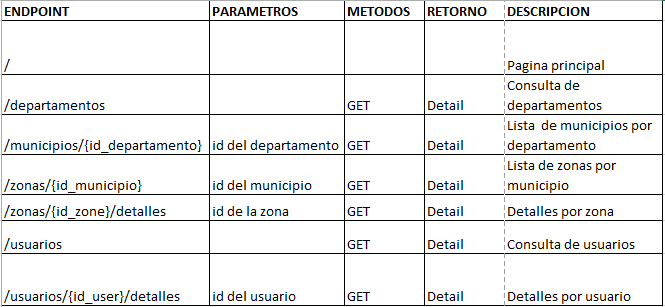 ENDPOINT PARAMETROS METODOS RETORNO DESCRIPCION
/ Pagina principal
/departamentos GET Detail Consulta de
departamentos
/municipios/{id_departamento} id del departamento GET Detail Lista de municipios por
departamento
/zonas/{id_municipio} id del municipio GET Detail Lista de zonas por
municipio
/zonas/{id_zone}/detalles id de la zona GET Detail Detalles por zona
/usuarios GET Detail Consulta de usuarios
/usuarios/{id_user}/detalles id del usuario GET Detail Detalles por usuario